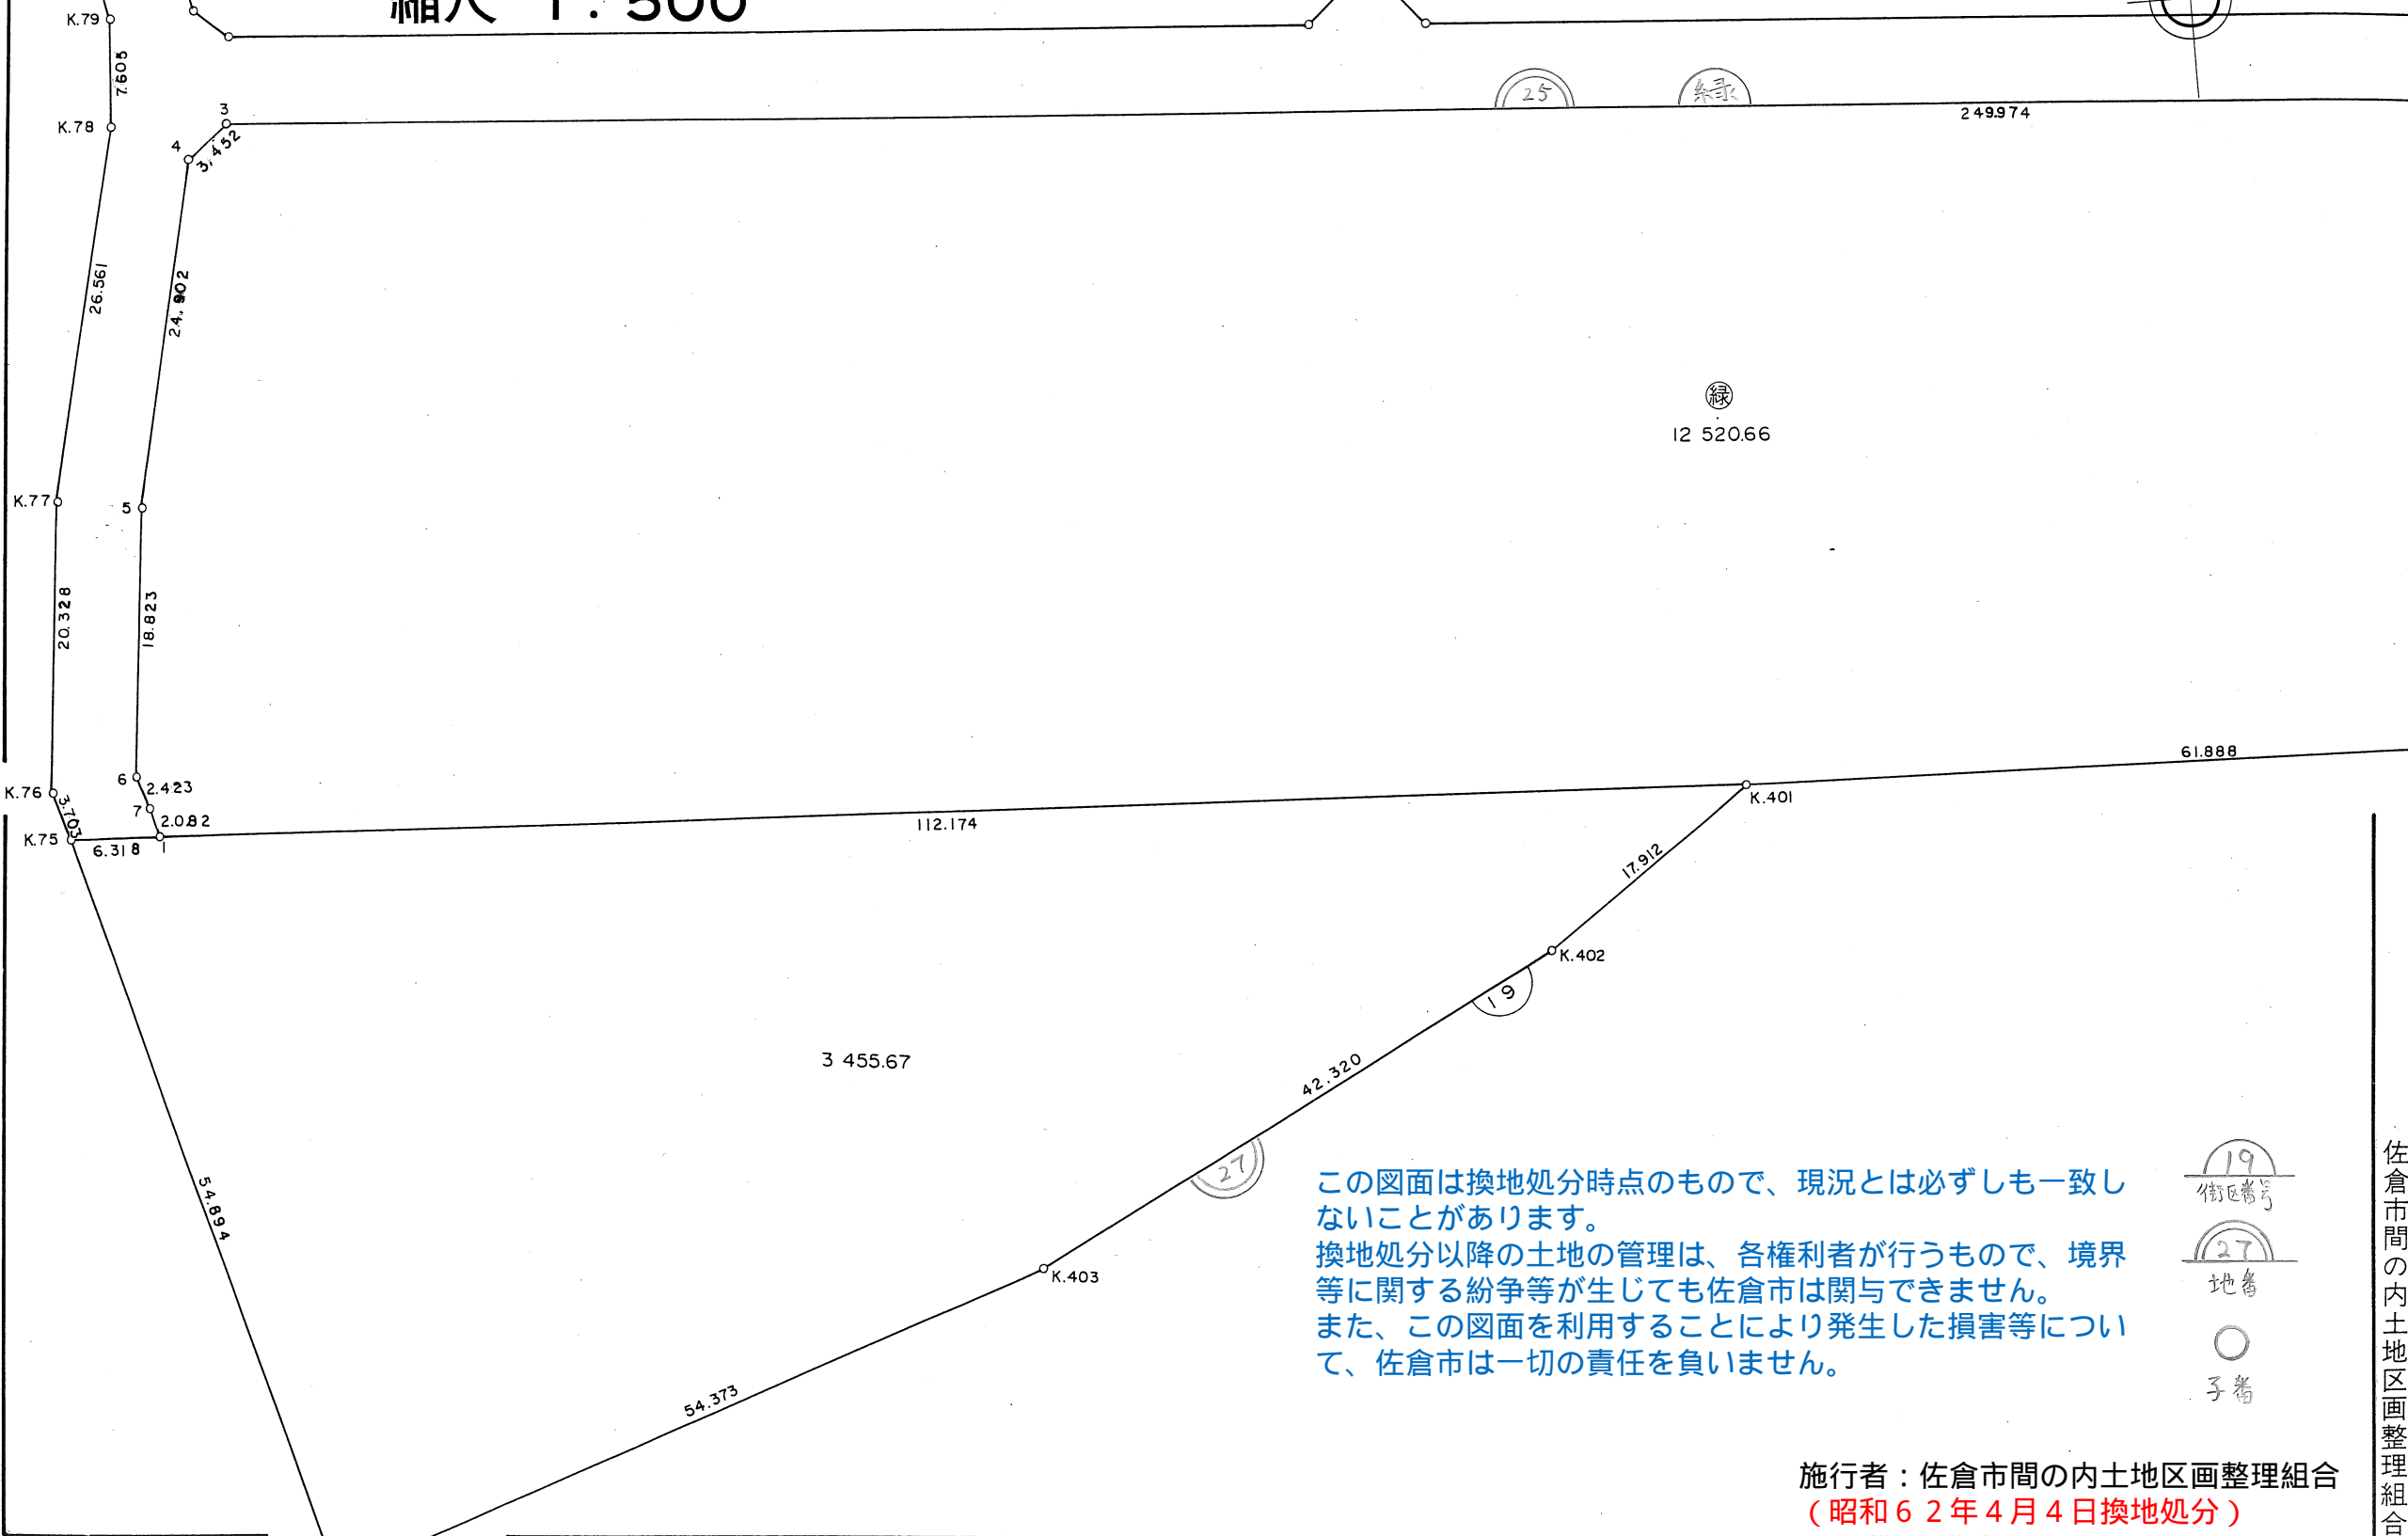 縮尺 1:500
K.79
7.605
K.78
3
4
3,452
25
緑
249.974
26.561
24.902
緑
12 520.66
K.77
5
20.328
18.823
61.888
6
2.423
K.76
3.703
7
2.082
K.75
6.318
1
112.174
K.401
17.912
K.402
19
3 455.67
42.320
27
54.894
K.403
54.373
この図面は換地処分時点のもので、現況とは必ずしも一致し
ないことがあります。
換地処分以降の土地の管理は、各権利者が行うもので、境界
等に関する紛争等が生じても佐倉市は関与できません。
また、この図面を利用することにより発生した損害等につい
て、佐倉市は一切の責任を負いません。
19
街区番号
27
地番
子番
佐倉市間の内土地区画整理組合
施行者：佐倉市間の内土地区画整理組合
（昭和６２年４月４日換地処分）